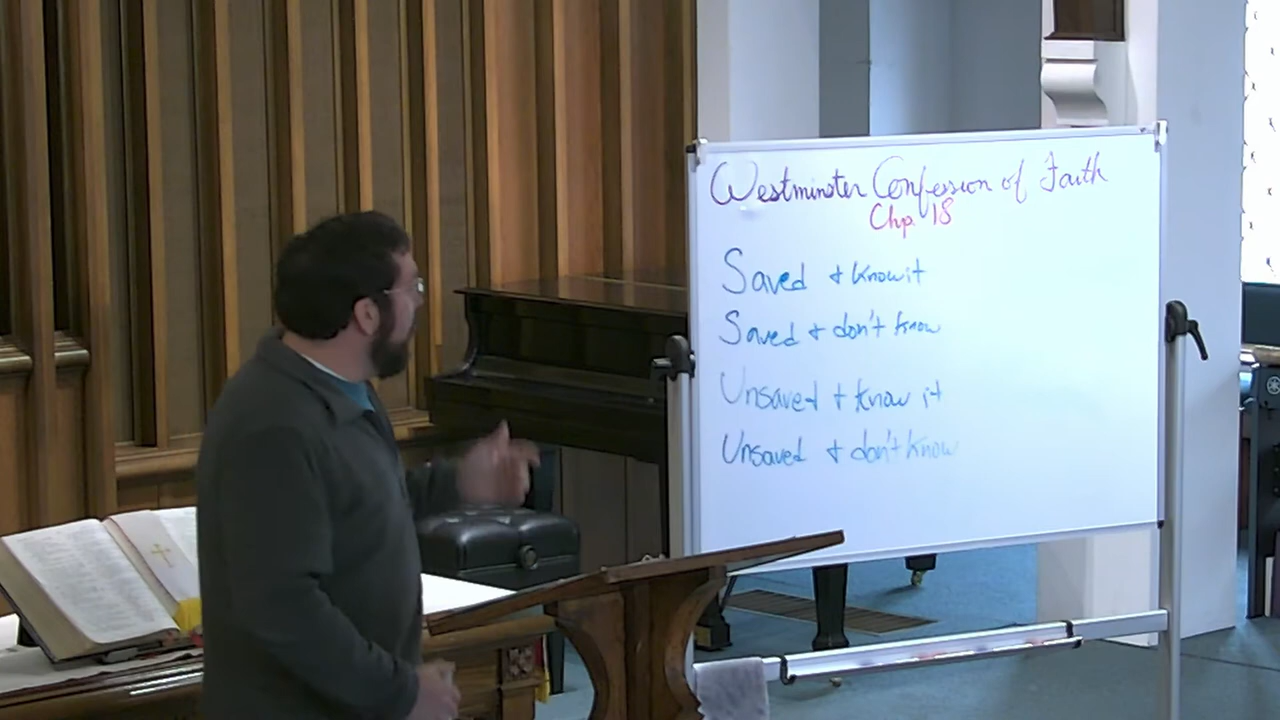 Westminster Confession of Faith
Chp. 18
Saved & know it
Saved & don't know
Unsaved & know it
Unsaved & don't know